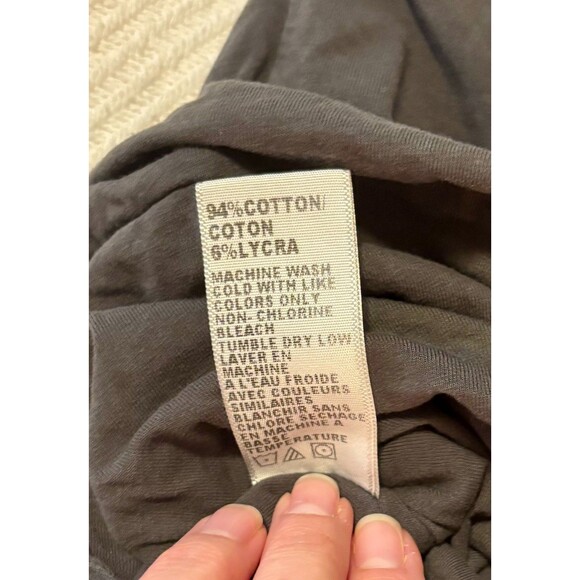 94%COTTON/
COTON
6%LYCRA
MACHINE WASH
COLD WITH LIKE
COLORS ONLY
NON- CHLORINE
BLEACH
TUMBLE DRY LOW
LAVER EN
MACHINE
A L'EAU FROIDE
AVEC COULEURS
SIMILAIRES
BLANCHIR SANS
CHLORE SECHAGE
EN MACHINE A
BASSE
TEMPERATURE